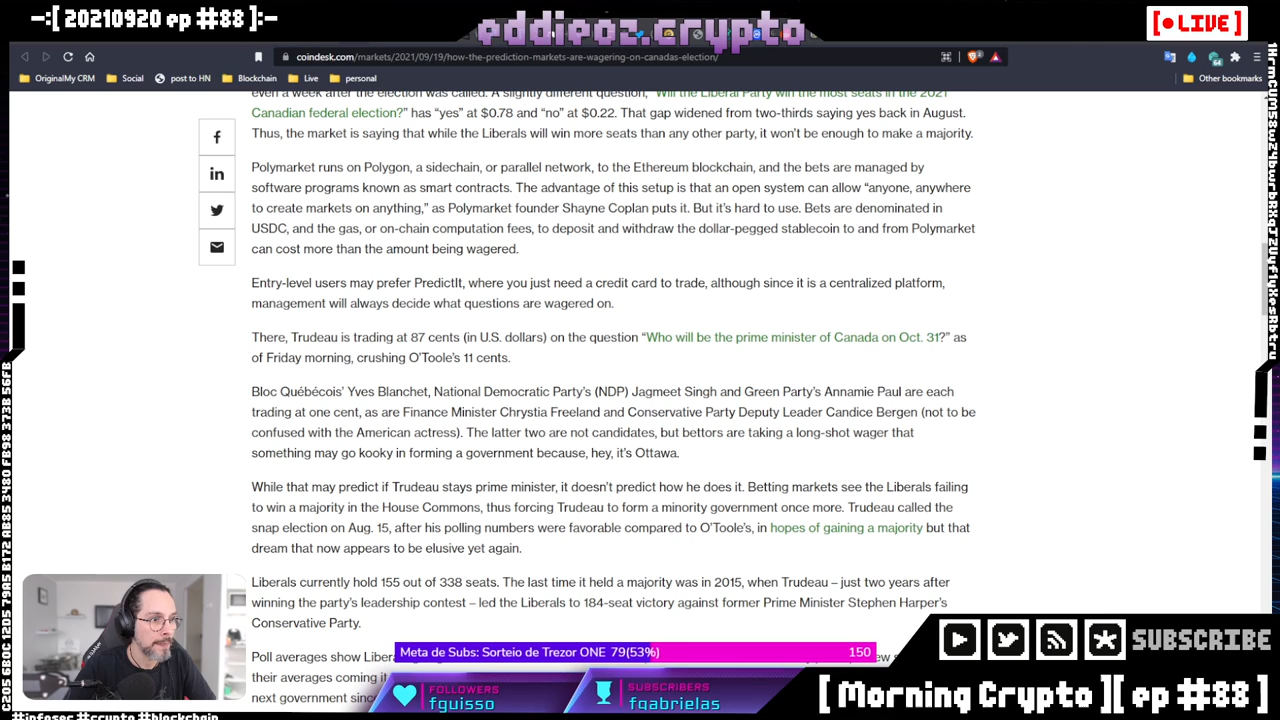 -:[ 20210920 ep #88 ]:-
eddieoz.crypto
[● LIVE]
coindesk.com/markets/2021/09/19/how-the-prediction-markets-are-wagering-on-canadas-election/
OriginalMy CRM
Social
post to HN
Blockchain
Live
personal
Other bookmarks
even a week after the election was called. A slightly different question, “Will the Liberal Party win the most seats in the 2021
Canadian federal election?” has “yes” at $0.78 and “no” at $0.22. That gap widened from two-thirds saying yes back in August.
Thus, the market is saying that while the Liberals will win more seats than any other party, it won’t be enough to make a majority.
Polymarket runs on Polygon, a sidechain, or parallel network, to the Ethereum blockchain, and the bets are managed by
software programs known as smart contracts. The advantage of this setup is that an open system can allow “anyone, anywhere
to create markets on anything,” as Polymarket founder Shayne Coplan puts it. But it’s hard to use. Bets are denominated in
USDC, and the gas, or on-chain computation fees, to deposit and withdraw the dollar-pegged stablecoin to and from Polymarket
can cost more than the amount being wagered.
Entry-level users may prefer PredictIt, where you just need a credit card to trade, although since it is a centralized platform,
management will always decide what questions are wagered on.
There, Trudeau is trading at 87 cents (in U.S. dollars) on the question “Who will be the prime minister of Canada on Oct. 31?” as
of Friday morning, crushing O’Toole’s 11 cents.
Bloc Québécois’ Yves Blanchet, National Democratic Party’s (NDP) Jagmeet Singh and Green Party’s Annamie Paul are each
trading at one cent, as are Finance Minister Chrystia Freeland and Conservative Party Deputy Leader Candice Bergen (not to be
confused with the American actress). The latter two are not candidates, but bettors are taking a long-shot wager that
something may go kooky in forming a government because, hey, it’s Ottawa.
While that may predict if Trudeau stays prime minister, it doesn’t predict how he does it. Betting markets see the Liberals failing
to win a majority in the House Commons, thus forcing Trudeau to form a minority government once more. Trudeau called the
snap election on Aug. 15, after his polling numbers were favorable compared to O’Toole’s, in hopes of gaining a majority but that
dream that now appears to be elusive yet again.
Liberals currently hold 155 out of 338 seats. The last time it held a majority was in 2015, when Trudeau – just two years after
winning the party’s leadership contest – led the Liberals to 184-seat victory against former Prime Minister Stephen Harper’s
Conservative Party.
Poll averages show Libera
their averages coming it
next government sinc
Meta de Subs: Sorteio de Trezor ONE 79(53%) 150
FOLLOWERS
fguisso
SUBSCRIBERS
fgabrielas
SUBSCRIBE
[ Morning Crypto ][ ep #88 ]
#infosec #crypto #blockchain